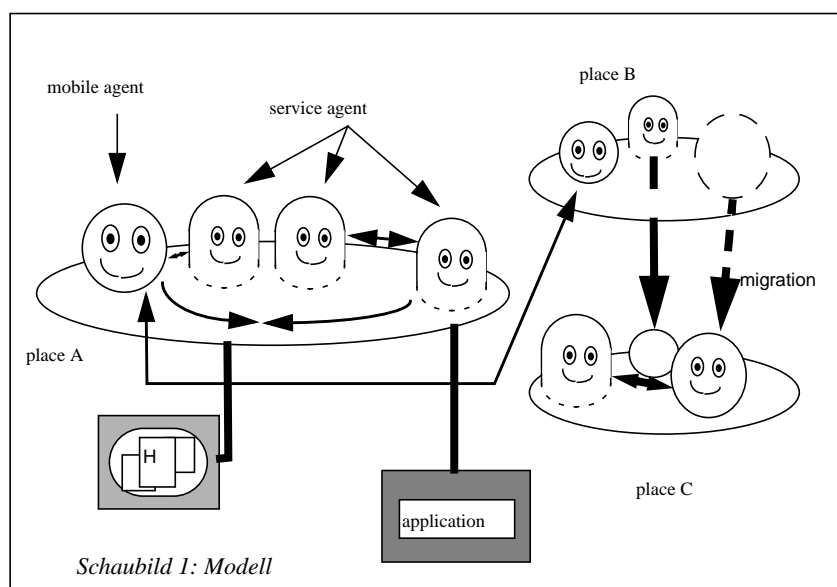 place B
mobile agent
service agent
migration
place A
H
place C
application
Schaubild 1: Modell